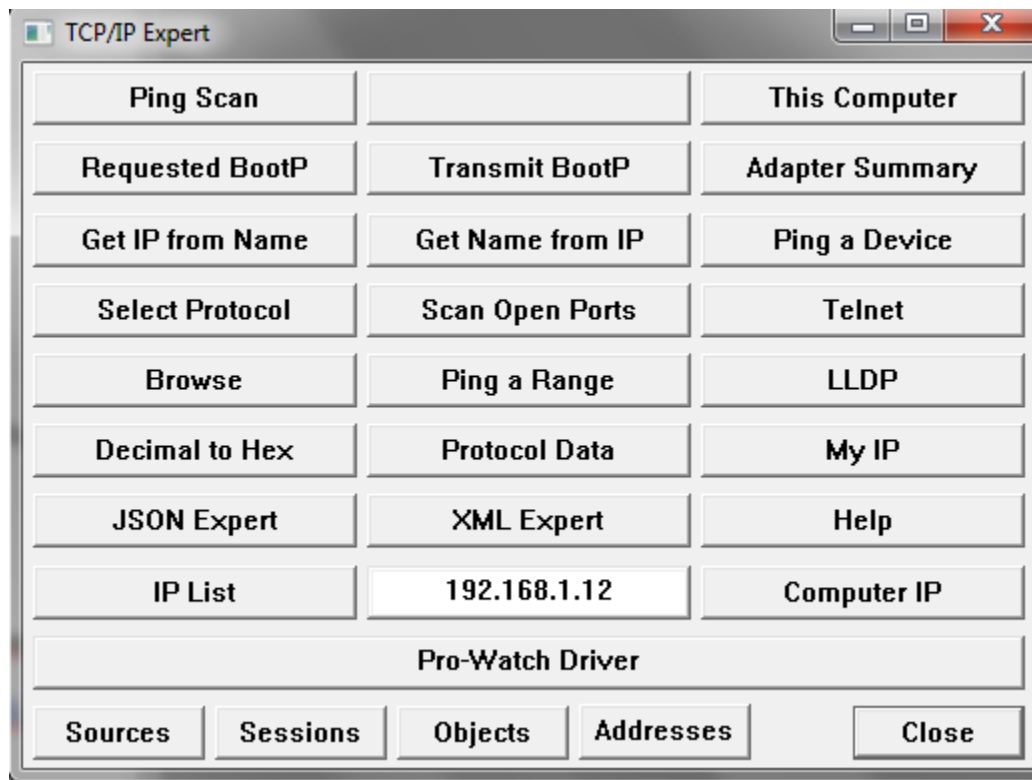 TCP/IP Expert
Ping Scan This Computer
Requested BootP Transmit BootP Adapter Summary
Get IP from Name Get Name from IP Ping a Device
Select Protocol Scan Open Ports Telnet
Browse Ping a Range LLDP
Decimal to Hex Protocol Data My IP
JSON Expert XML Expert Help
IP List 192.168.1.12 Computer IP
Pro-Watch Driver
Sources Sessions Objects Addresses Close